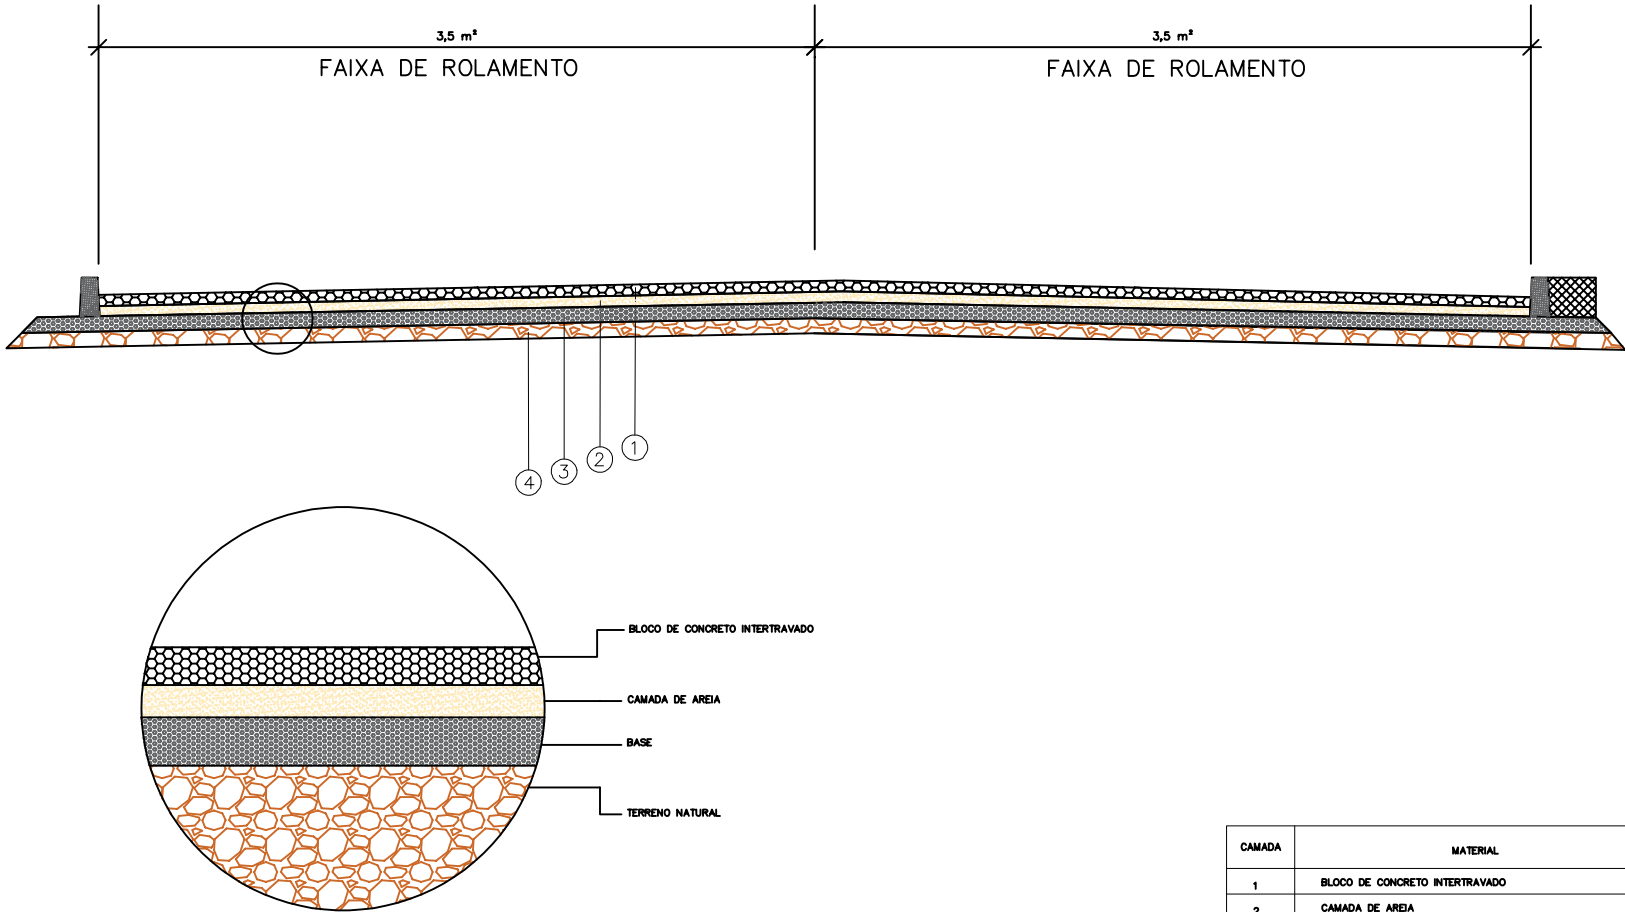 3,5 m²
3,5 m²
FAIXA DE ROLAMENTO
FAIXA DE ROLAMENTO
1
2
3
4
BLOCO DE CONCRETO INTERTRAVADO
CAMADA DE AREIA
BASE
TERRENO NATURAL
CAMADA MATERIAL
1 BLOCO DE CONCRETO INTERTRAVADO
2 CAMADA DE AREIA